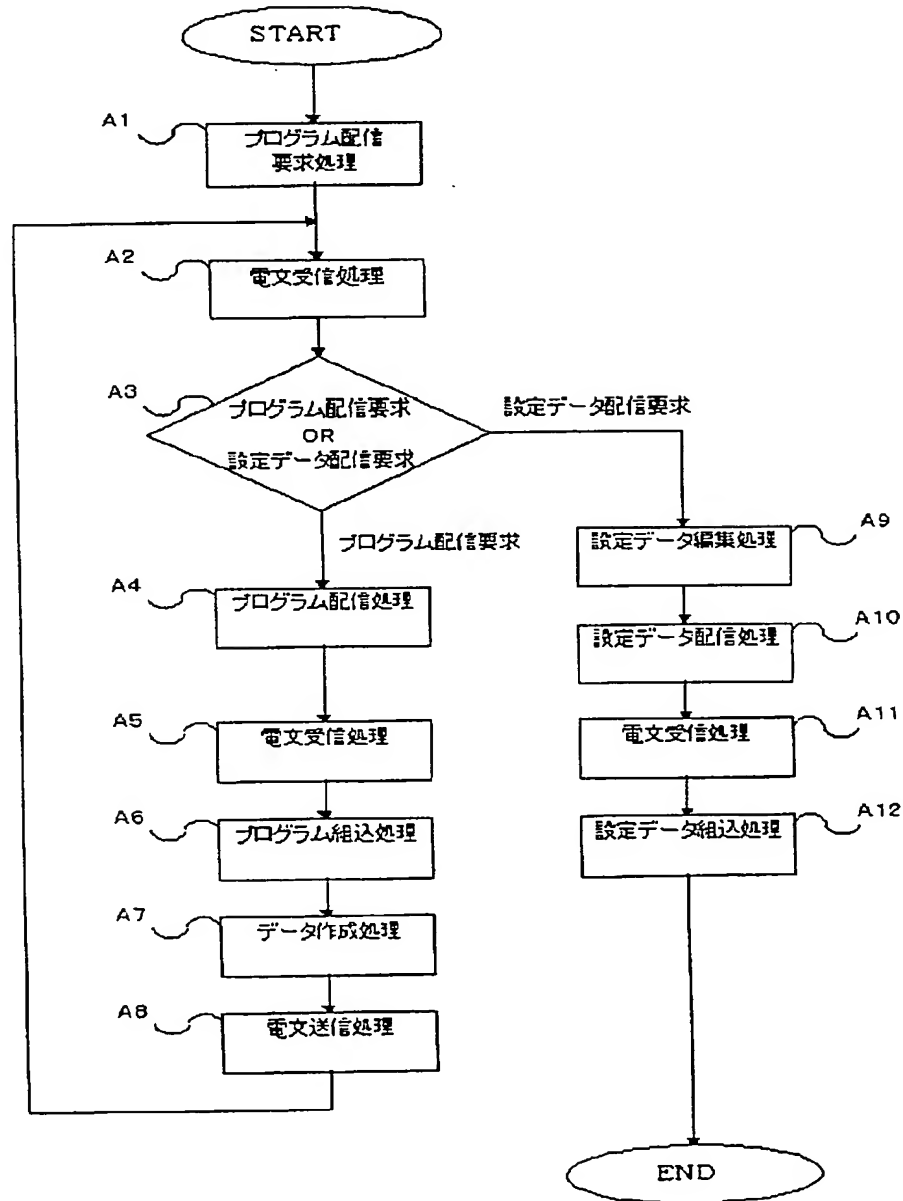 START
A1
プログラム配信
要求処理
A2
電文受信処理
A3
プログラム配信要求
OR
設定データ配信要求
設定データ配信要求
プログラム配信要求
A4
プログラム配信処理
A5
電文受信処理
A6
プログラム組込処理
A7
データ作成処理
A8
電文送信処理
A9
設定データ編集処理
A10
設定データ配信処理
A11
電文受信処理
A12
設定データ組込処理
END